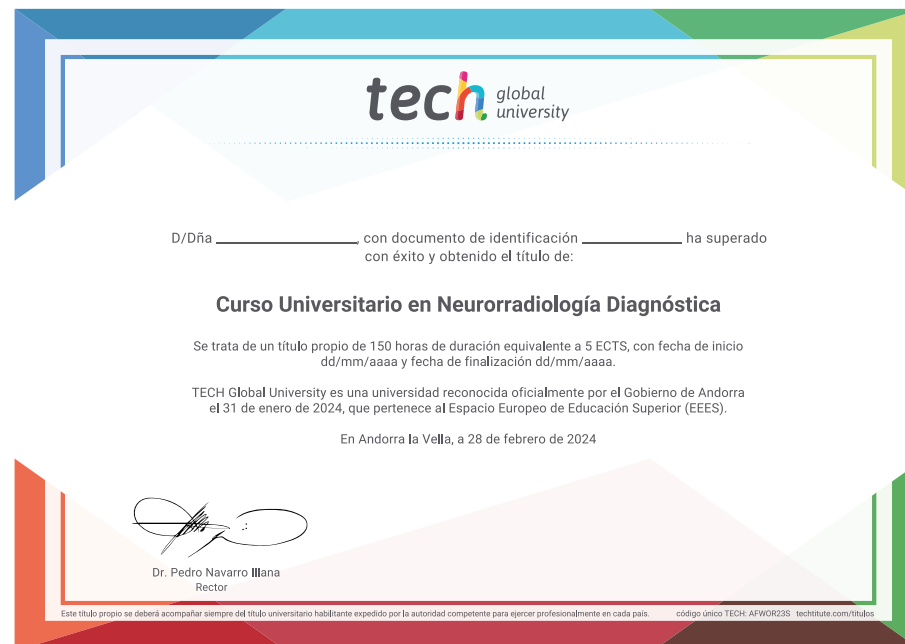 tech global university
D/Dña ____________________, con documento de identificación ______________ ha superado
con éxito y obtenido el título de:
Curso Universitario en Neurorradiología Diagnóstica
Se trata de un título propio de 150 horas de duración equivalente a 5 ECTS, con fecha de inicio
dd/mm/aaaa y fecha de finalización dd/mm/aaaa.
TECH Global University es una universidad reconocida oficialmente por el Gobierno de Andorra
el 31 de enero de 2024, que pertenece al Espacio Europeo de Educación Superior (EEES).
En Andorra la Vella, a 28 de febrero de 2024
Dr. Pedro Navarro Illana
Rector
Este título propio se deberá acompañar siempre del título universitario habilitante expedido por la autoridad competente para ejercer profesionalmente en cada país. código único TECH: AFWOR23S techtitute.com/titulos